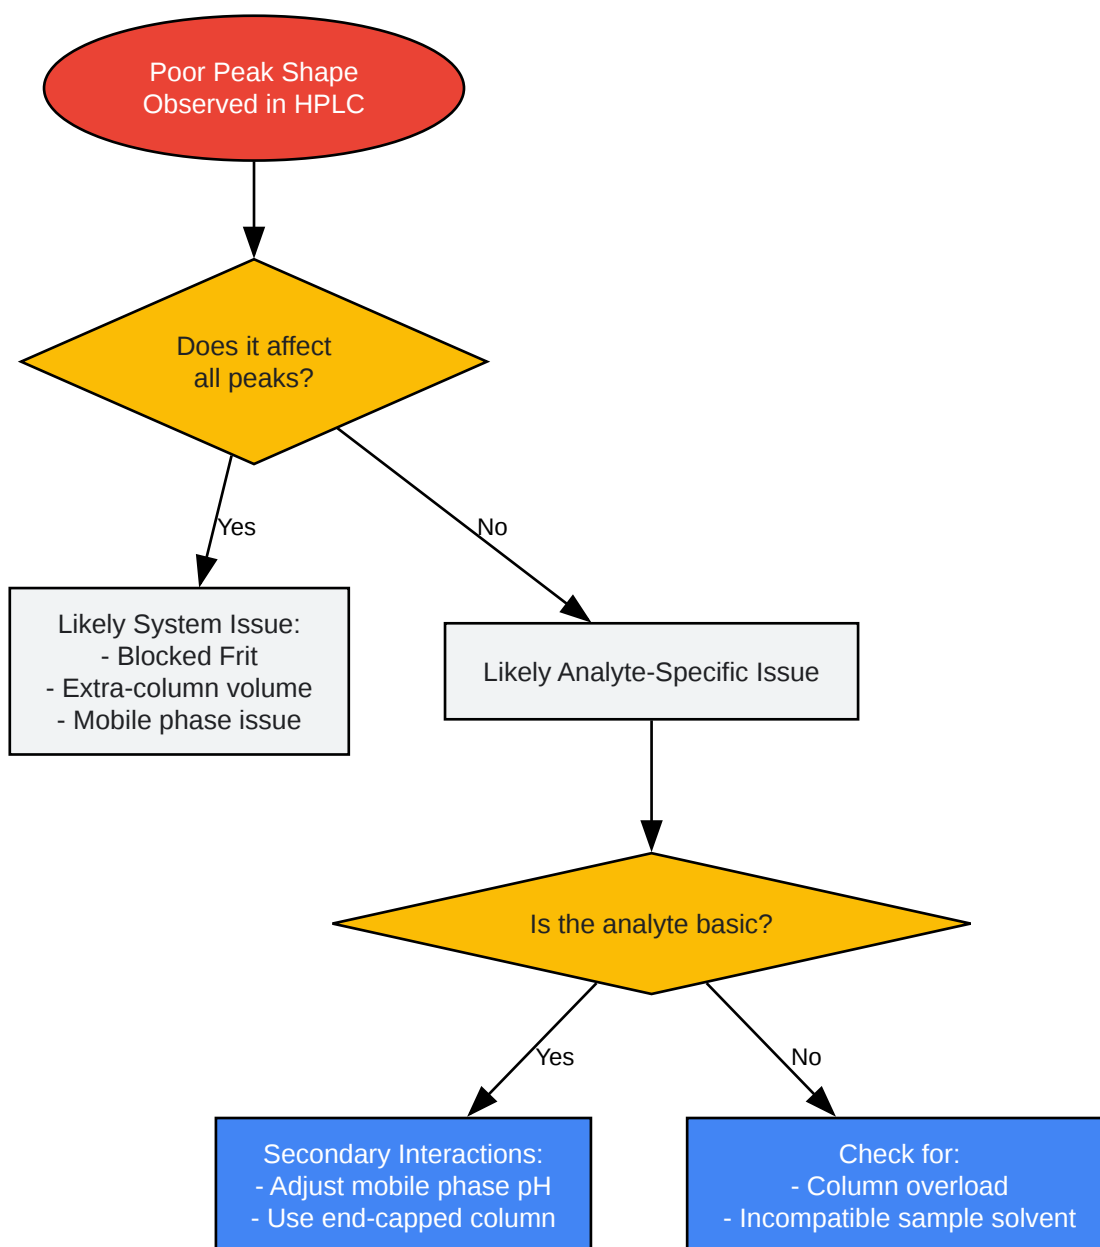 Poor Peak Shape
Observed in HPLC
Does it affect
all peaks?
Yes
No
Likely System Issue:
- Blocked Frit
- Extra-column volume
- Mobile phase issue
Likely Analyte-Specific Issue
Is the analyte basic?
Yes
No
Secondary Interactions:
- Adjust mobile phase pH
- Use end-capped column
Check for:
- Column overload
- Incompatible sample solvent